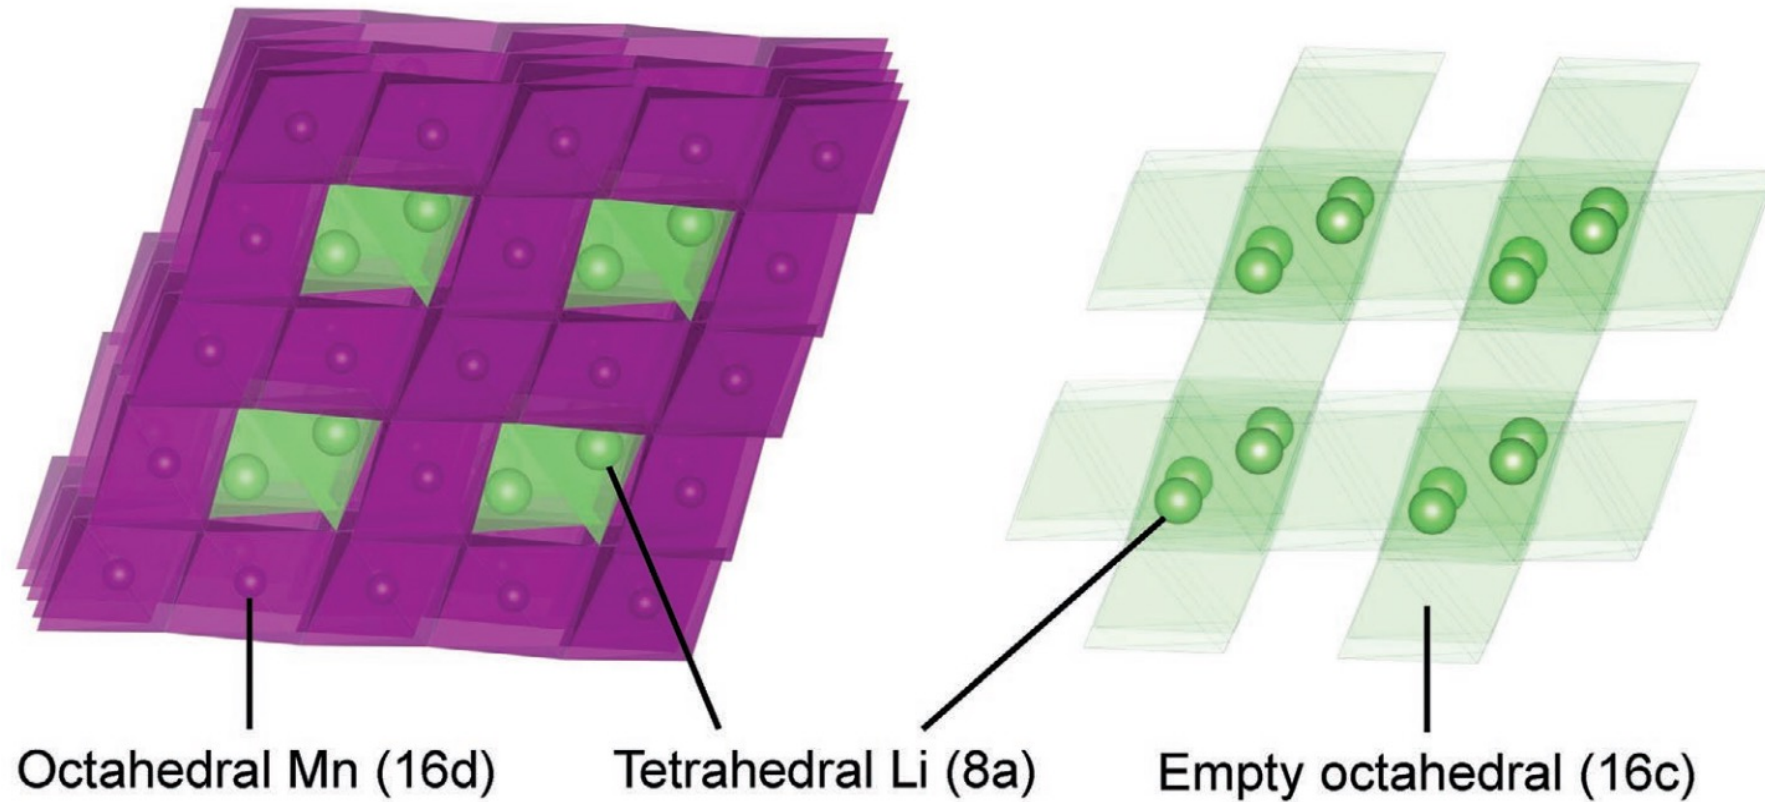 Octahedral Mn (16d)
Tetrahedral Li (8a)
Empty octahedral (16c)